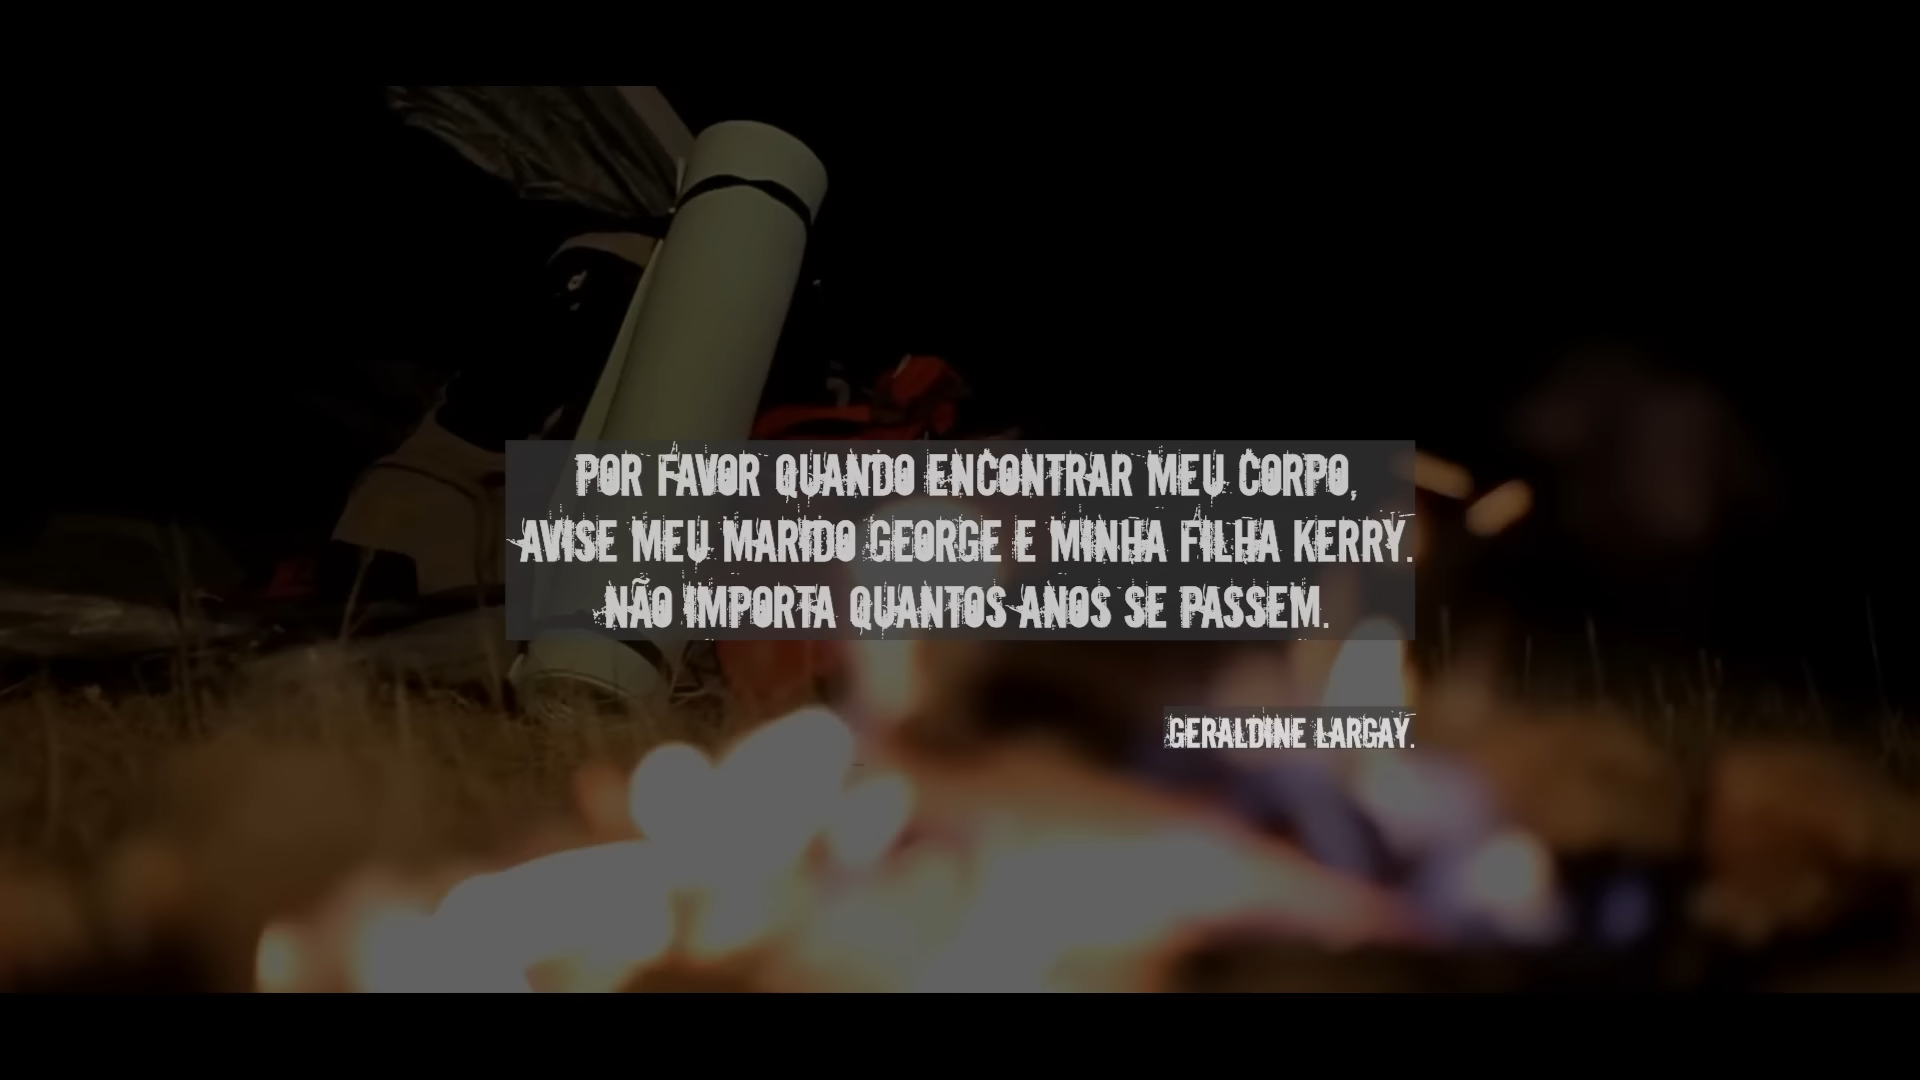 POR FAVOR QUANDO ENCONTRAR MEU CORPO,
AVISE MEU MARIDO GEORGE E MINHA FILHA KERRY.
NÃO IMPORTA QUANTOS ANOS SE PASSEM.
GERALDINE LARGAY.